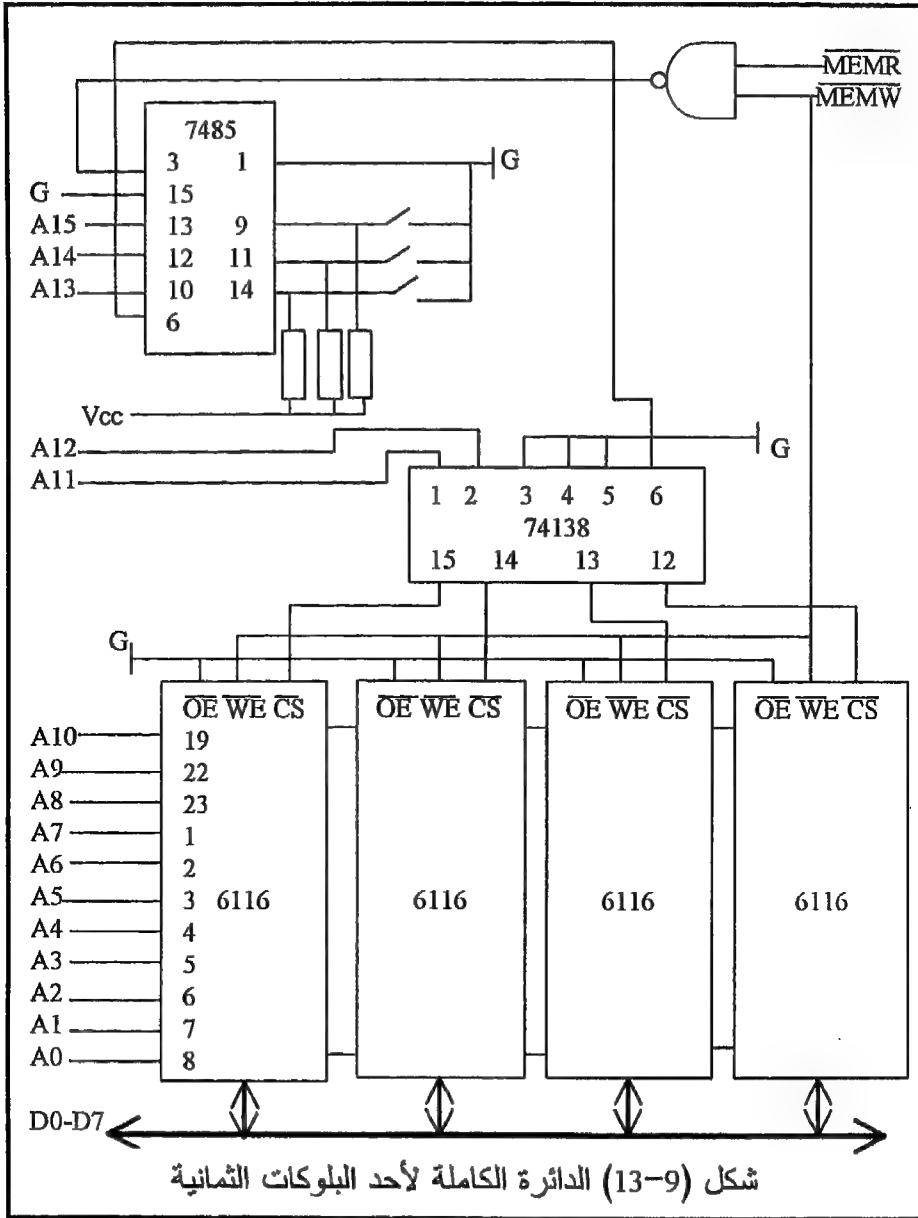 MEMR
MEMW
7485
3 1
G
G 15
A15 13 9
A14 12 11
A13 10 14
6
Vcc
A12
A11
G
1 2 3 4 5 6
74138
15 14 13 12
G
OE WE CS OE WE CS OE WE CS OE WE CS
A10 19
A9 22
A8 23
A7 1
A6 2
A5 3 6116 6116 6116 6116
A4 4
A3 5
A2 6
A1 7
A0 8
D0-D7
شكل (9-13) الدائرة الكاملة لأحد البلوكات الثمانية